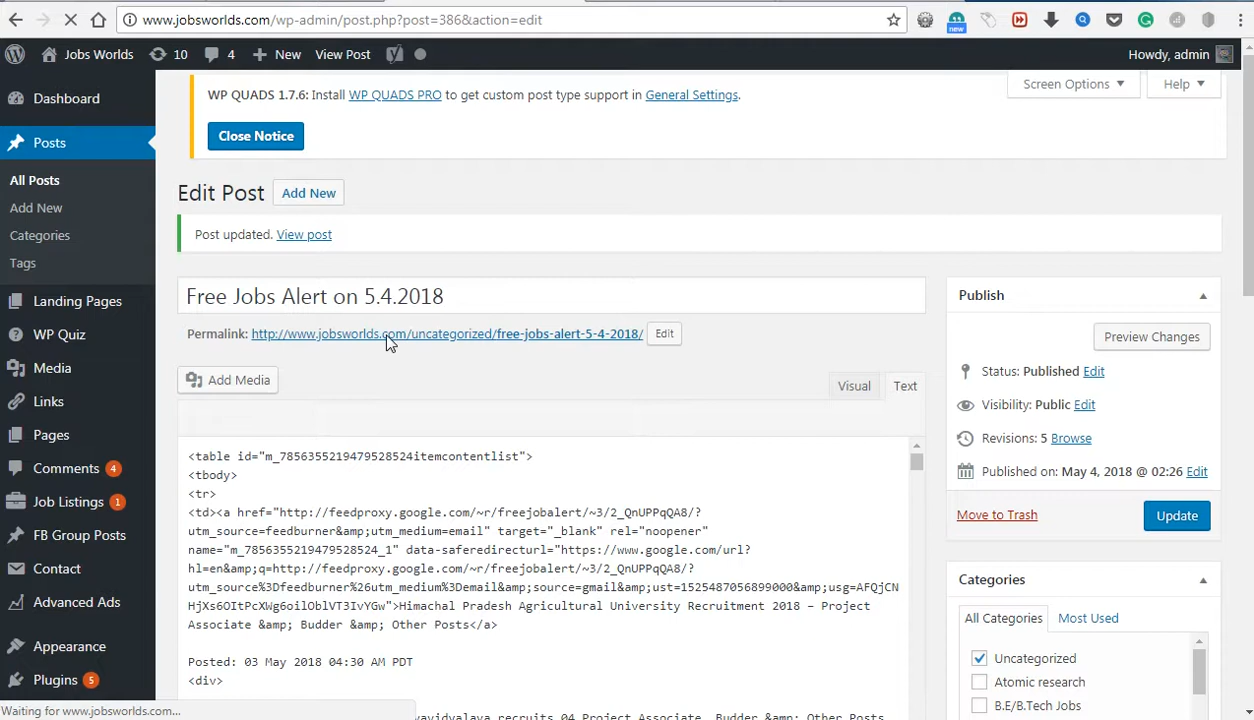 www.jobsworlds.com/wp-admin/post.php?post=386&action=edit
new
Jobs Worlds 10 4 New View Post Howdy, admin
Dashboard
Posts
All Posts
Add New
Categories
Tags
Landing Pages
WP Quiz
Media
Links
Pages
Comments 4
Job Listings 1
FB Group Posts
Contact
Advanced Ads
Appearance
Plugins 5
Screen Options Help
WP QUADS 1.7.6: Install WP QUADS PRO to get custom post type support in General Settings.
Close Notice
Edit Post Add New
Post updated. View post
Free Jobs Alert on 5.4.2018
Permalink: http://www.jobsworlds.com/uncategorized/free-jobs-alert-5-4-2018/ Edit
Add Media
Visual Text
<table id="m_7856355219479528524itemcontentlist">
<tbody>
<tr>
<td><a href="http://feedproxy.google.com/~r/freejobalert/~3/2_QnUPPqQA8/?
utm_source=feedburner&amp;utm_medium=email" target="_blank" rel="noopener"
name="m_7856355219479528524_1" data-saferedirecturl="https://www.google.com/url?
hl=en&amp;q=http://feedproxy.google.com/~r/freejobalert/~3/2_QnUPPqQA8/?
utm_source%3Dfeedburner%26utm_medium%3Demail&amp;source=gmail&amp;ust=1525487056899000&amp;usg=AFQjCN
HjXs6OItPcXWg6oilOblVT3IvYGw">Himachal Pradesh Agricultural University Recruitment 2018 – Project
Associate &amp; Budder &amp; Other Posts</a>
Posted: 03 May 2018 04:30 AM PDT
<div>
recruits 04 Project Associate, Budder &amp; Other Posts
Publish
Preview Changes
Status: Published Edit
Visibility: Public Edit
Revisions: 5 Browse
Published on: May 4, 2018 @ 02:26 Edit
Move to Trash Update
Categories
All Categories Most Used
Uncategorized
Atomic research
B.E/B.Tech Jobs
Waiting for www.jobsworlds.com...